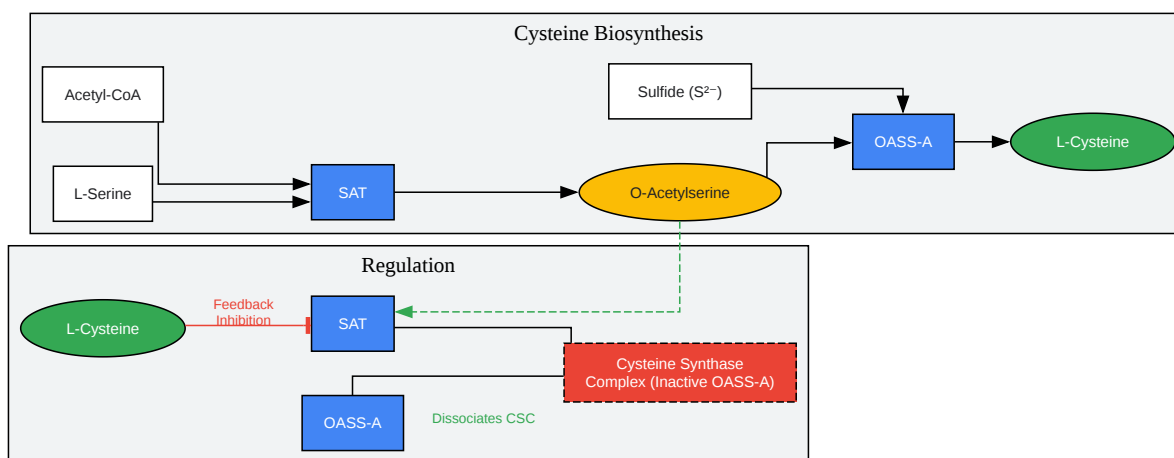 Cysteine Biosynthesis
Acetyl-CoA
Sulfide (S²⁻)
OASS-A
L-Cysteine
L-Serine
SAT
O-Acetylserine
Regulation
Feedback
Inhibition
L-Cysteine
SAT
Cysteine Synthase
Complex (Inactive OASS-A)
OASS-A
Dissociates CSC